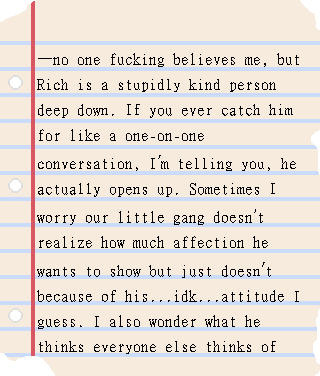 —no one fucking believes me, but
Rich is a stupidly kind person
deep down. If you ever catch him
for like a one-on-one
conversation, I'm telling you, he
actually opens up. Sometimes I
worry our little gang doesn't
realize how much affection he
wants to show but just doesn't
because of his...idk...attitude I
guess. I also wonder what he
thinks everyone else thinks of